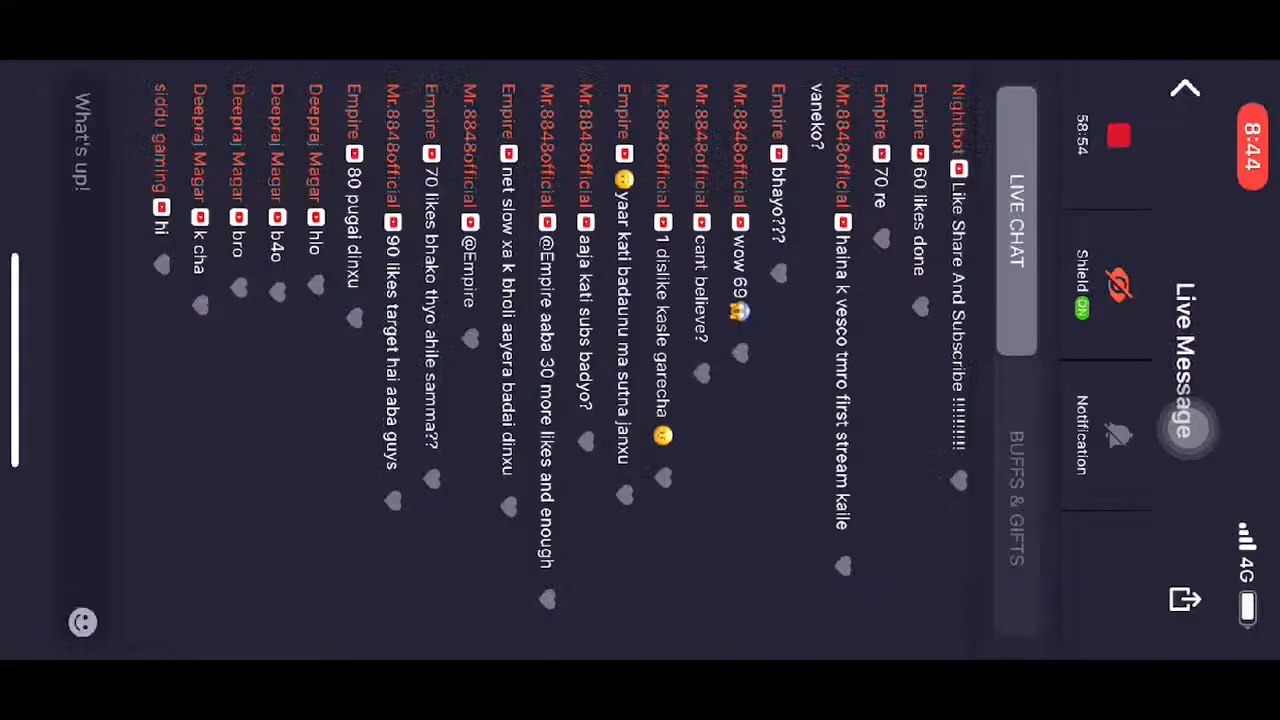 8:44
4G
Live Message
58:54
Shield ON
Notification
LIVE CHAT
BUFFS & GIFTS
Nightbot Like Share And Subscribe !!!!!!!!!!
Empire 60 likes done
Empire 70 re
Mr.8848official haina k vesco tmro first stream kaile
vaneko?
Empire bhayo???
Mr.8848official wow 69😱
Mr.8848official cant believe?
Mr.8848official 1 dislike kasle garecha 🙁
Empire 🙁 yaar kati badaunu ma sutna janxu
Mr.8848official aaja kati subs badyo?
Mr.8848official @Empire aaba 30 more likes and enough
Empire net slow xa k bholi aayera badai dinxu
Mr.8848official @Empire
Empire 70 likes bhako thyo ahile samma??
Mr.8848official 90 likes target hai aaba guys
Empire 80 pugai dinxu
Deepraj Magar hlo
Deepraj Magar b4o
Deepraj Magar bro
Deepraj Magar k cha
siddu gaming hi
What's up!